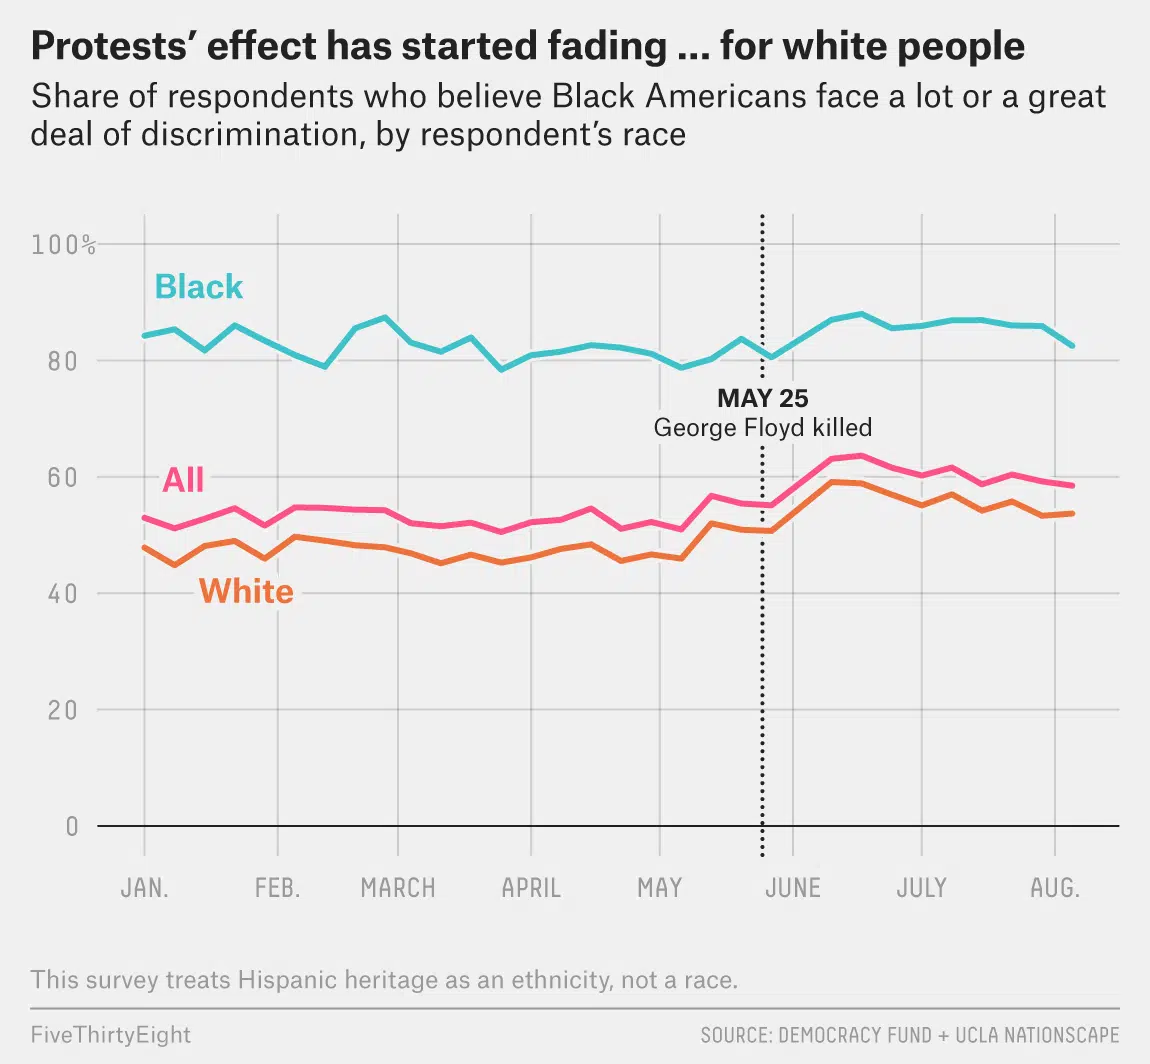 Protests’ effect has started fading ... for white people
Share of respondents who believe Black Americans face a lot or a great
deal of discrimination, by respondent’s race
100%
Black
80
MAY 25
George Floyd killed
60
All
40
White
20
0
JAN.
FEB.
MARCH
APRIL
MAY
JUNE
JULY
AUG.
This survey treats Hispanic heritage as an ethnicity, not a race.
FiveThirtyEight
SOURCE: DEMOCRACY FUND + UCLA NATIONSCAPE